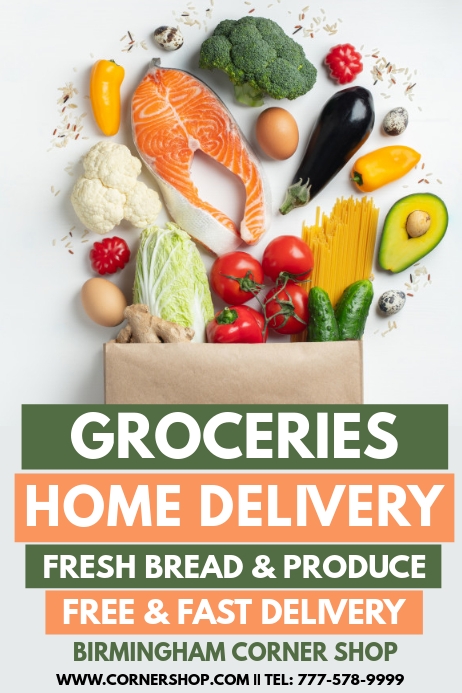 GROCERIES
HOME DELIVERY
FRESH BREAD & PRODUCE
FREE & FAST DELIVERY
BIRMINGHAM CORNER SHOP
WWW.CORNERSHOP.COM || TEL: 777-578-9999